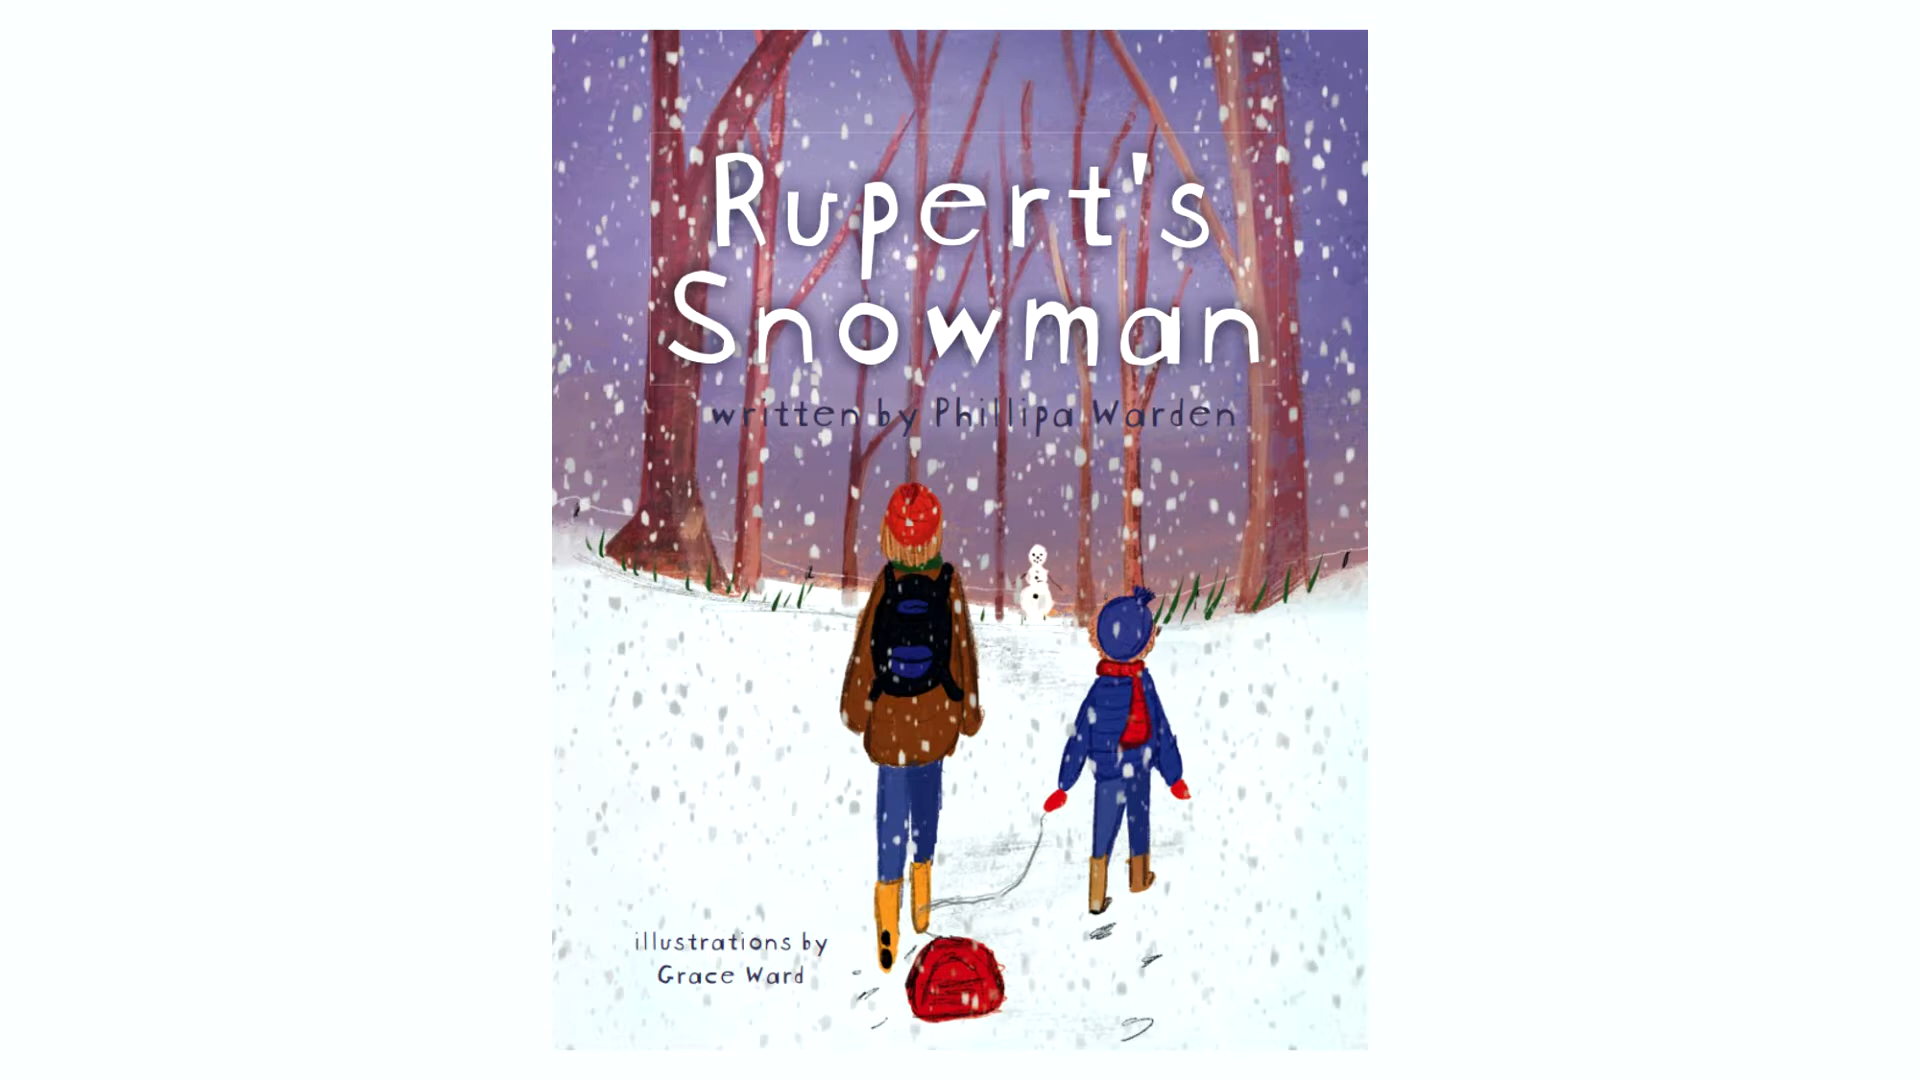 Rupert's
Snowman
written by Phillipa Warden
illustrations by
Grace Ward